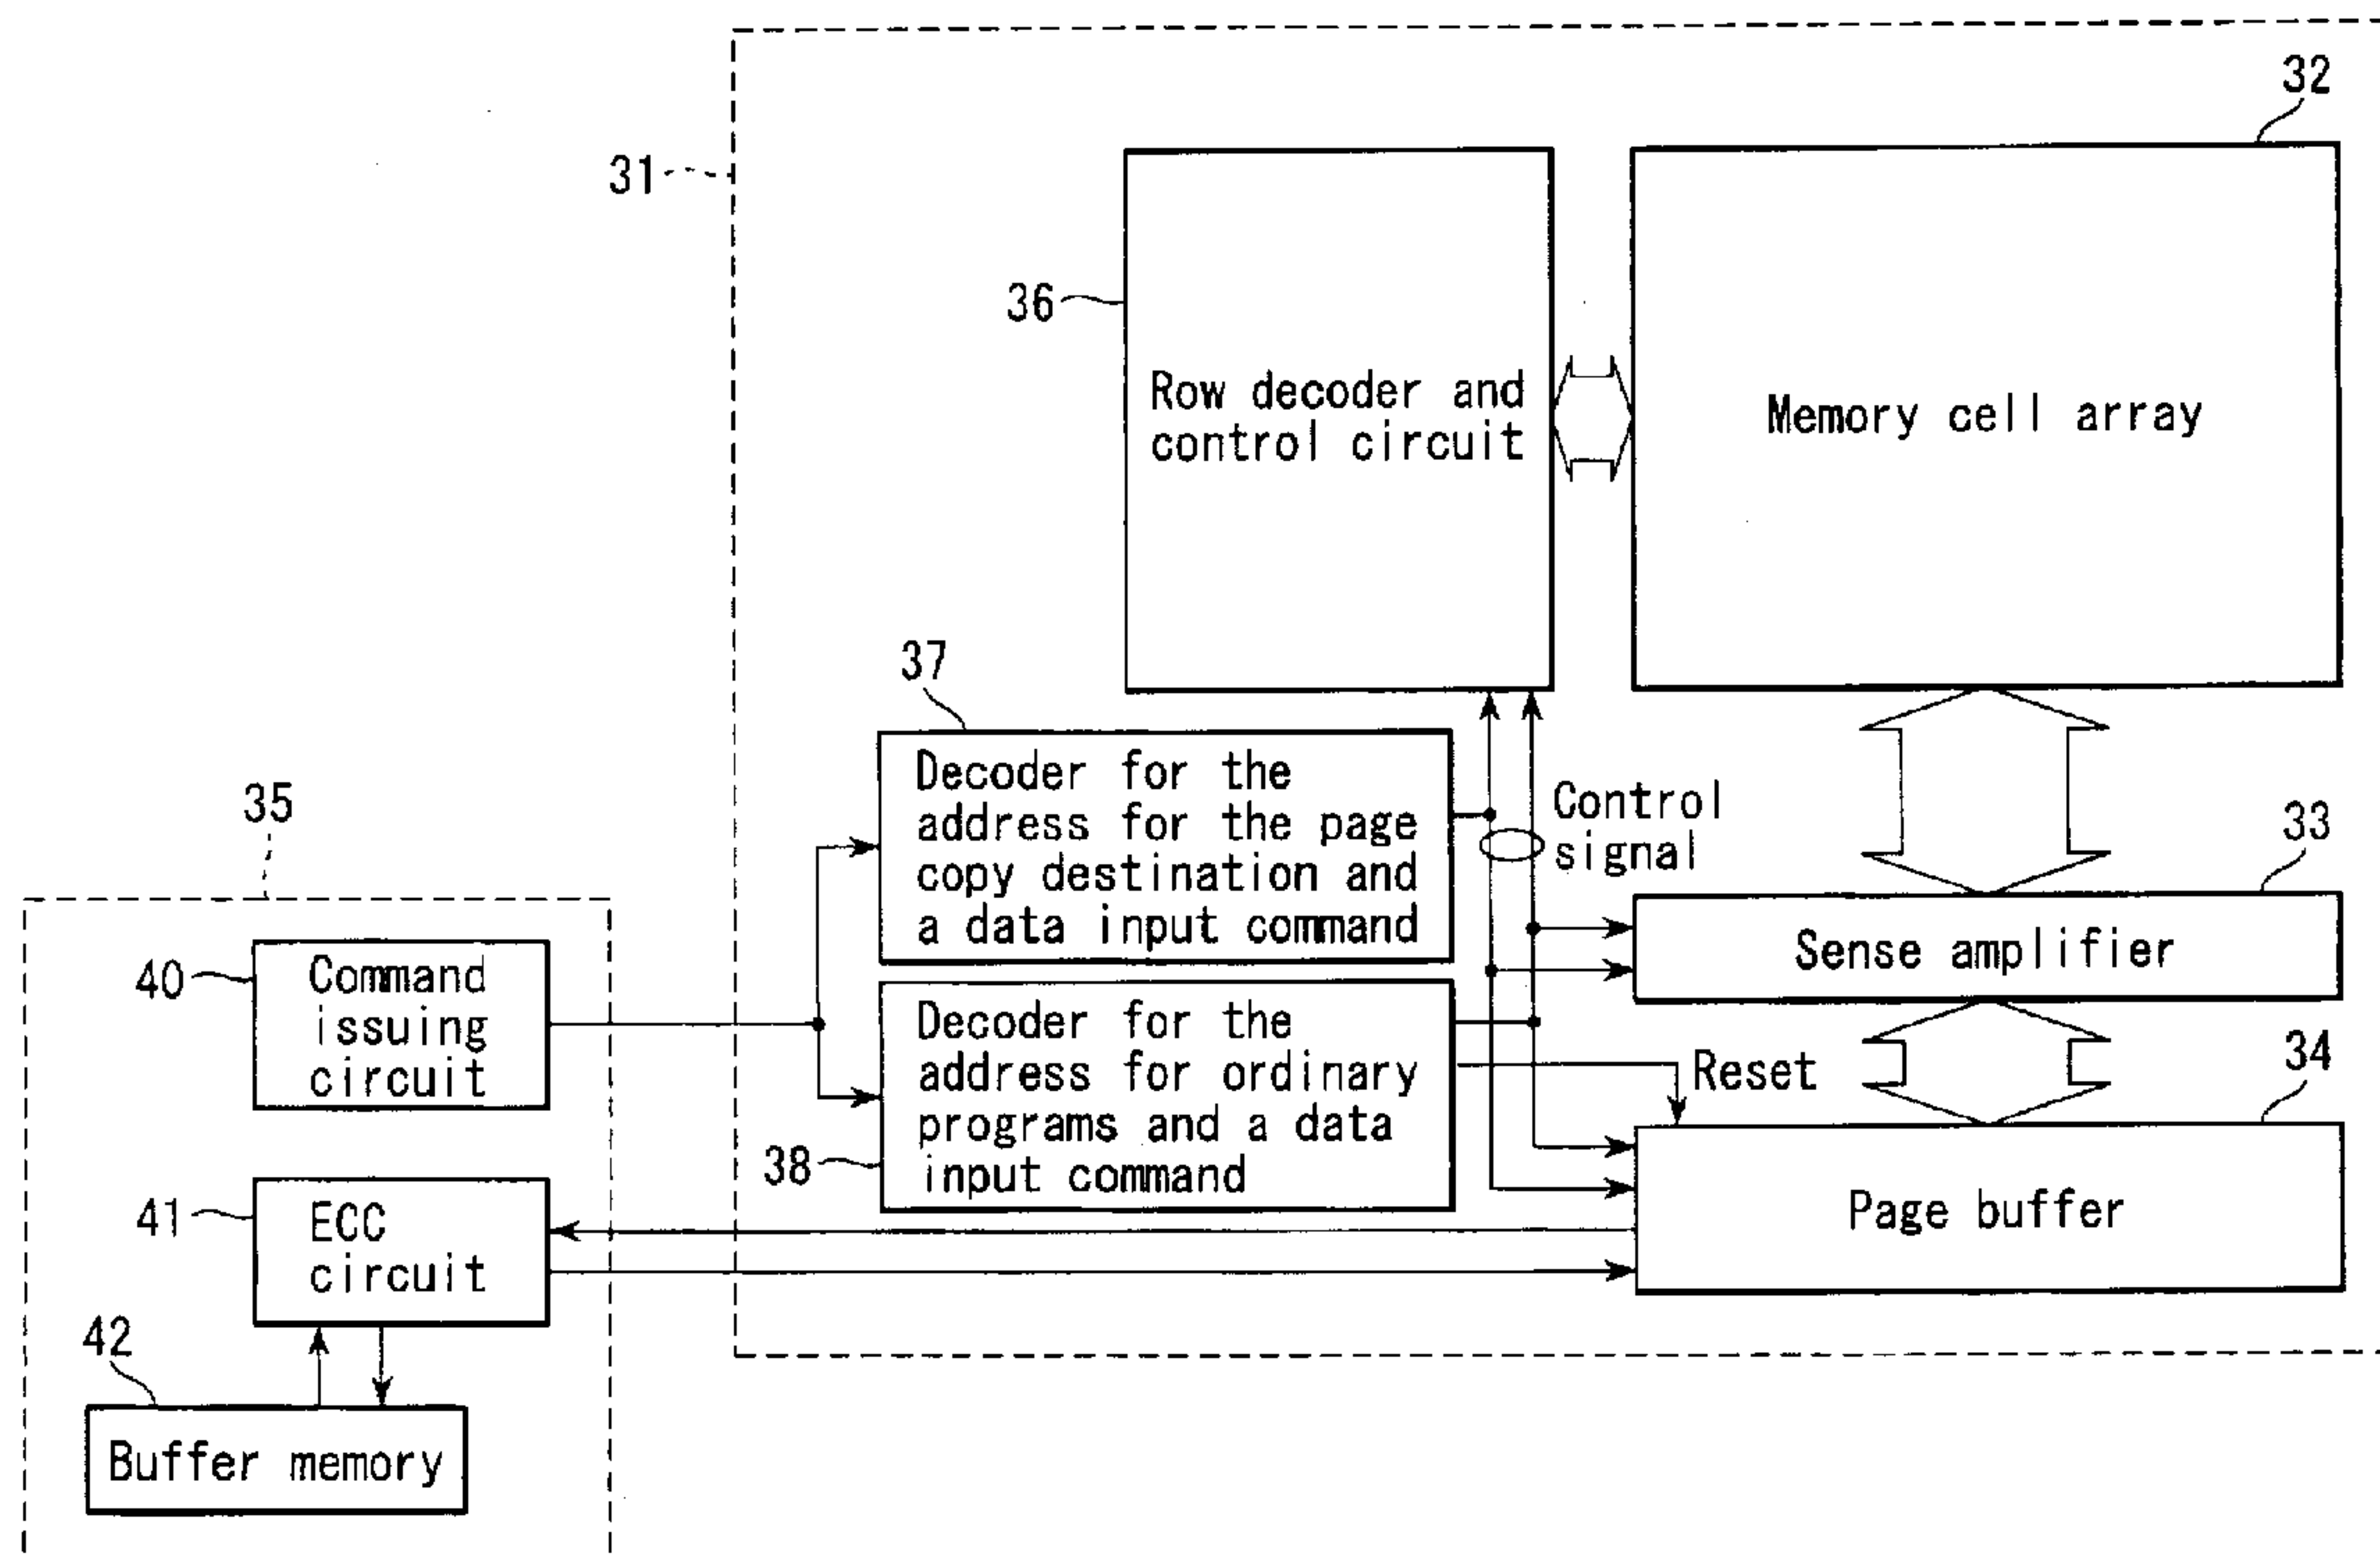 32
31
36
Row decoder and
control circuit
Memory cell array
37
Decoder for the
address for the page
copy destination and
a data input command
Control
signal
35
33
Sense amplifier
40
Command
issuing
circuit
Decoder for the
address for ordinary
programs and a data
input command
38
Reset
34
Page buffer
41
ECC
circuit
42
Buffer memory